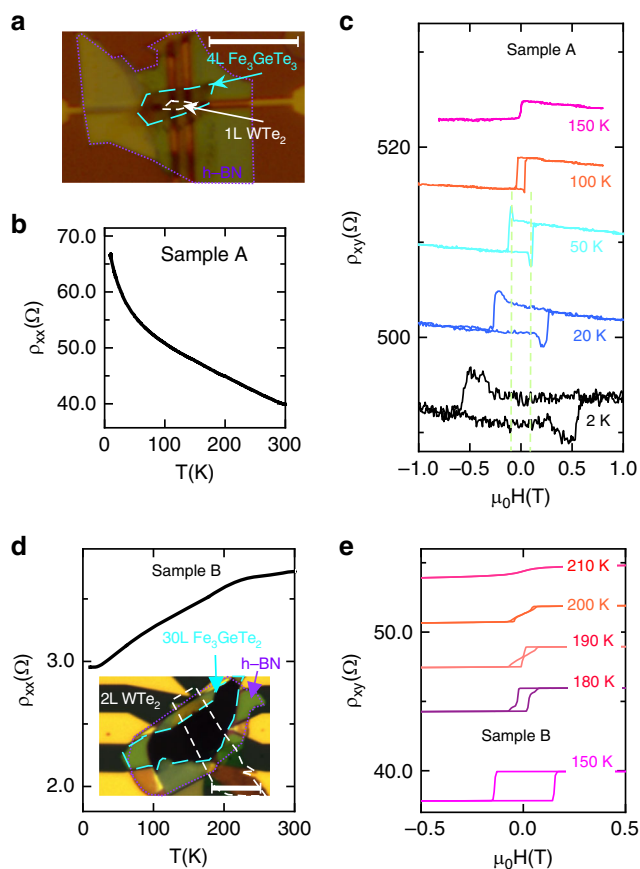 a
4L Fe₃GeTe₃
1L WTe₂
h–BN
b
Sample A
70.0
60.0
50.0
40.0
ρxx(Ω)
0
100
200
300
T(K)
c
Sample A
150 K
100 K
50 K
20 K
2 K
520
500
ρxy(Ω)
−1.0
−0.5
0.0
0.5
1.0
μ₀H(T)
d
Sample B
30L Fe₃GeTe₂
h–BN
2L WTe₂
3.0
2.0
ρxx(Ω)
0
100
200
300
T(K)
e
210 K
200 K
190 K
180 K
Sample B
150 K
50.0
40.0
ρxy(Ω)
−0.5
0.0
0.5
μ₀H(T)